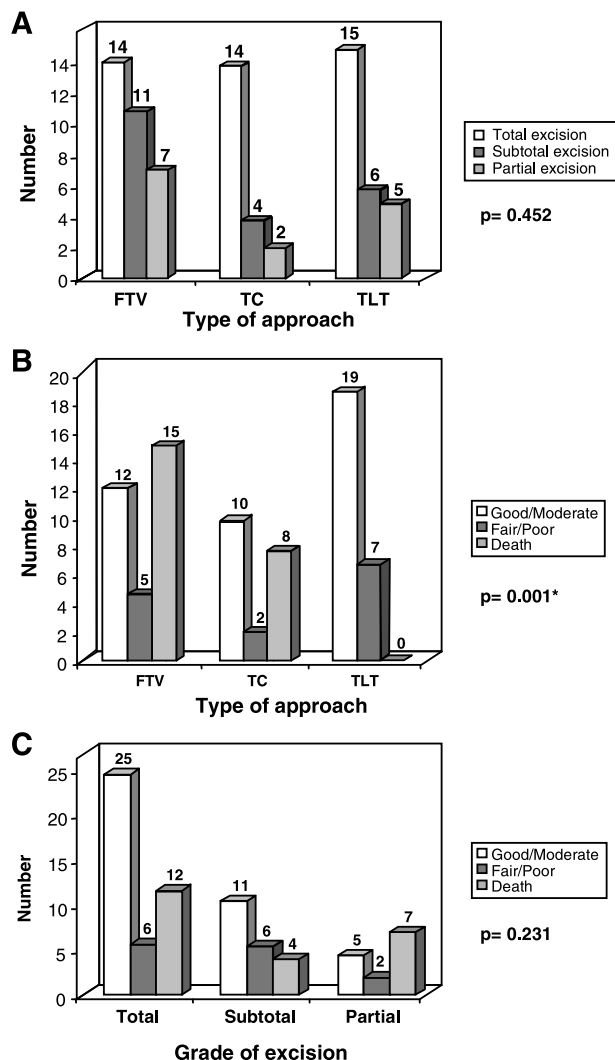 A
14
11
7
14
4
2
15
6
5
Number
14
12
10
8
6
4
2
0
FTV
TC
TLT
Type of approach
Total excision
Subtotal excision
Partial excision
p= 0.452
B
12
5
15
10
2
8
19
7
0
Number
20
18
16
14
12
10
8
6
4
2
0
FTV
TC
TLT
Type of approach
Good/Moderate
Fair/Poor
Death
p= 0.001*
C
25
6
12
11
6
4
5
2
7
Number
25
20
15
10
5
0
Total
Subtotal
Partial
Grade of excision
Good/Moderate
Fair/Poor
Death
p= 0.231